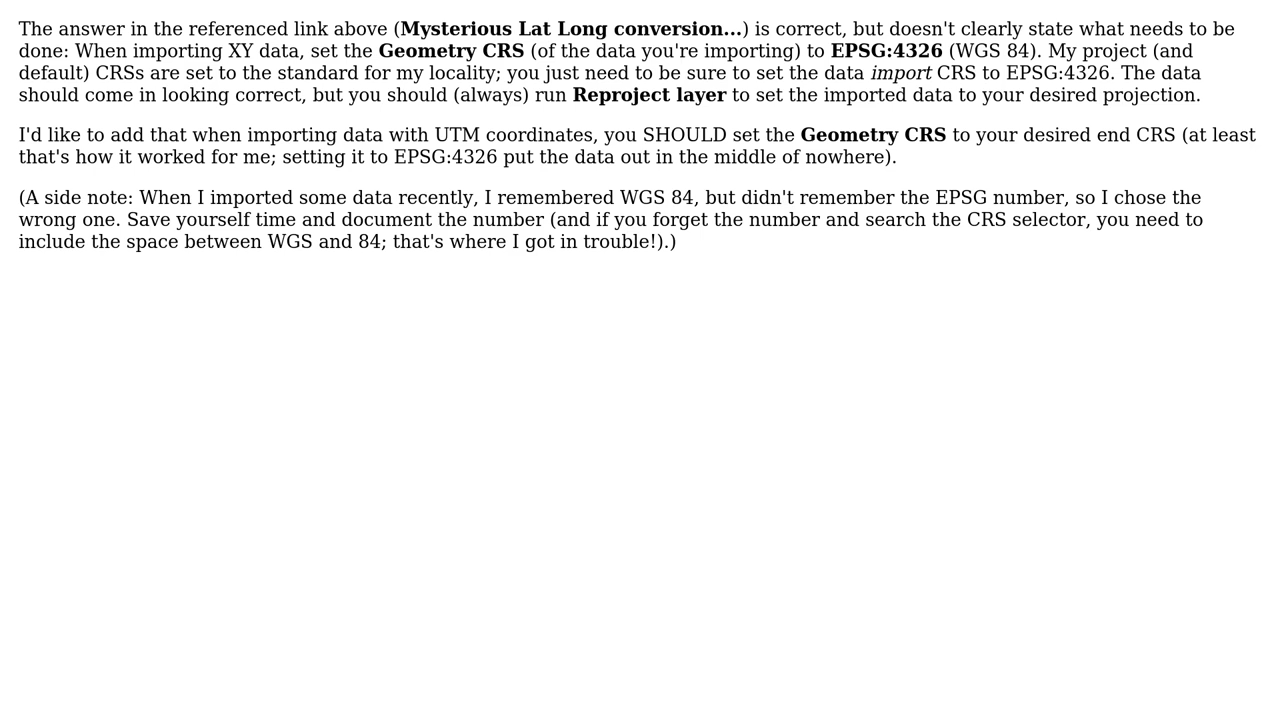 The answer in the referenced link above (Mysterious Lat Long conversion...) is correct, but doesn't clearly state what needs to be
done: When importing XY data, set the Geometry CRS (of the data you're importing) to EPSG:4326 (WGS 84). My project (and
default) CRSs are set to the standard for my locality; you just need to be sure to set the data import CRS to EPSG:4326. The data
should come in looking correct, but you should (always) run Reproject layer to set the imported data to your desired projection.
I'd like to add that when importing data with UTM coordinates, you SHOULD set the Geometry CRS to your desired end CRS (at least
that's how it worked for me; setting it to EPSG:4326 put the data out in the middle of nowhere).
(A side note: When I imported some data recently, I remembered WGS 84, but didn't remember the EPSG number, so I chose the
wrong one. Save yourself time and document the number (and if you forget the number and search the CRS selector, you need to
include the space between WGS and 84; that's where I got in trouble!).)